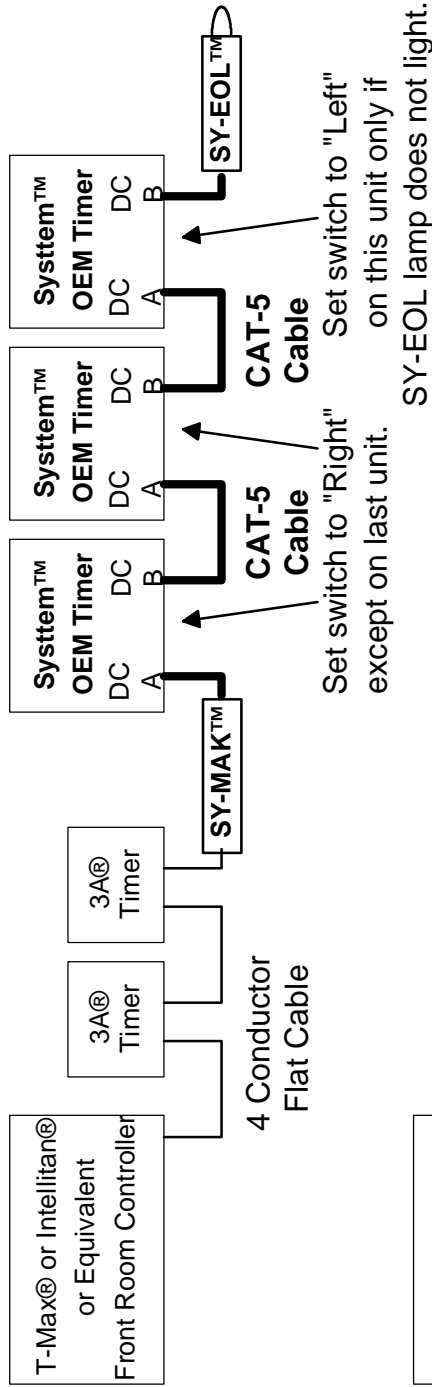 T-Max® or Intellitan®
or Equivalent
Front Room Controller
3A®
Timer
3A®
Timer
4 Conductor
Flat Cable
SY-MAK™
Systtem™
OEM Timer
DC DC
A B
Systtem™
OEM Timer
DC DC
A B
Systtem™
OEM Timer
DC DC
A B
SY-EOL™
CAT-5
Cable
CAT-5
Cable
Set switch to "Right"
except on last unit.
Set switch to "Left"
on this unit only if
SY-EOL lamp does not light.